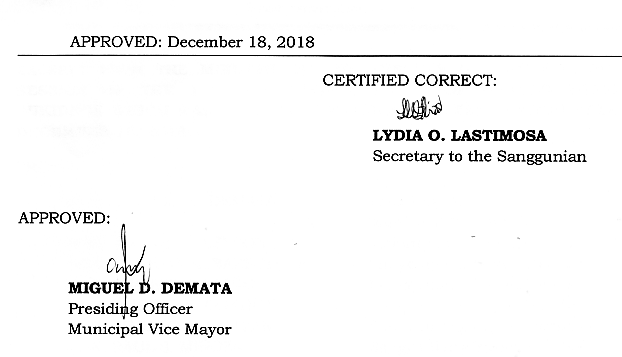 APPROVED: December 18, 2018
CERTIFIED CORRECT:
LYDIA O. LASTIMOSA
Secretary to the Sanggunian
APPROVED:
MIGUEL D. DEMATA
Presiding Officer
Municipal Vice Mayor